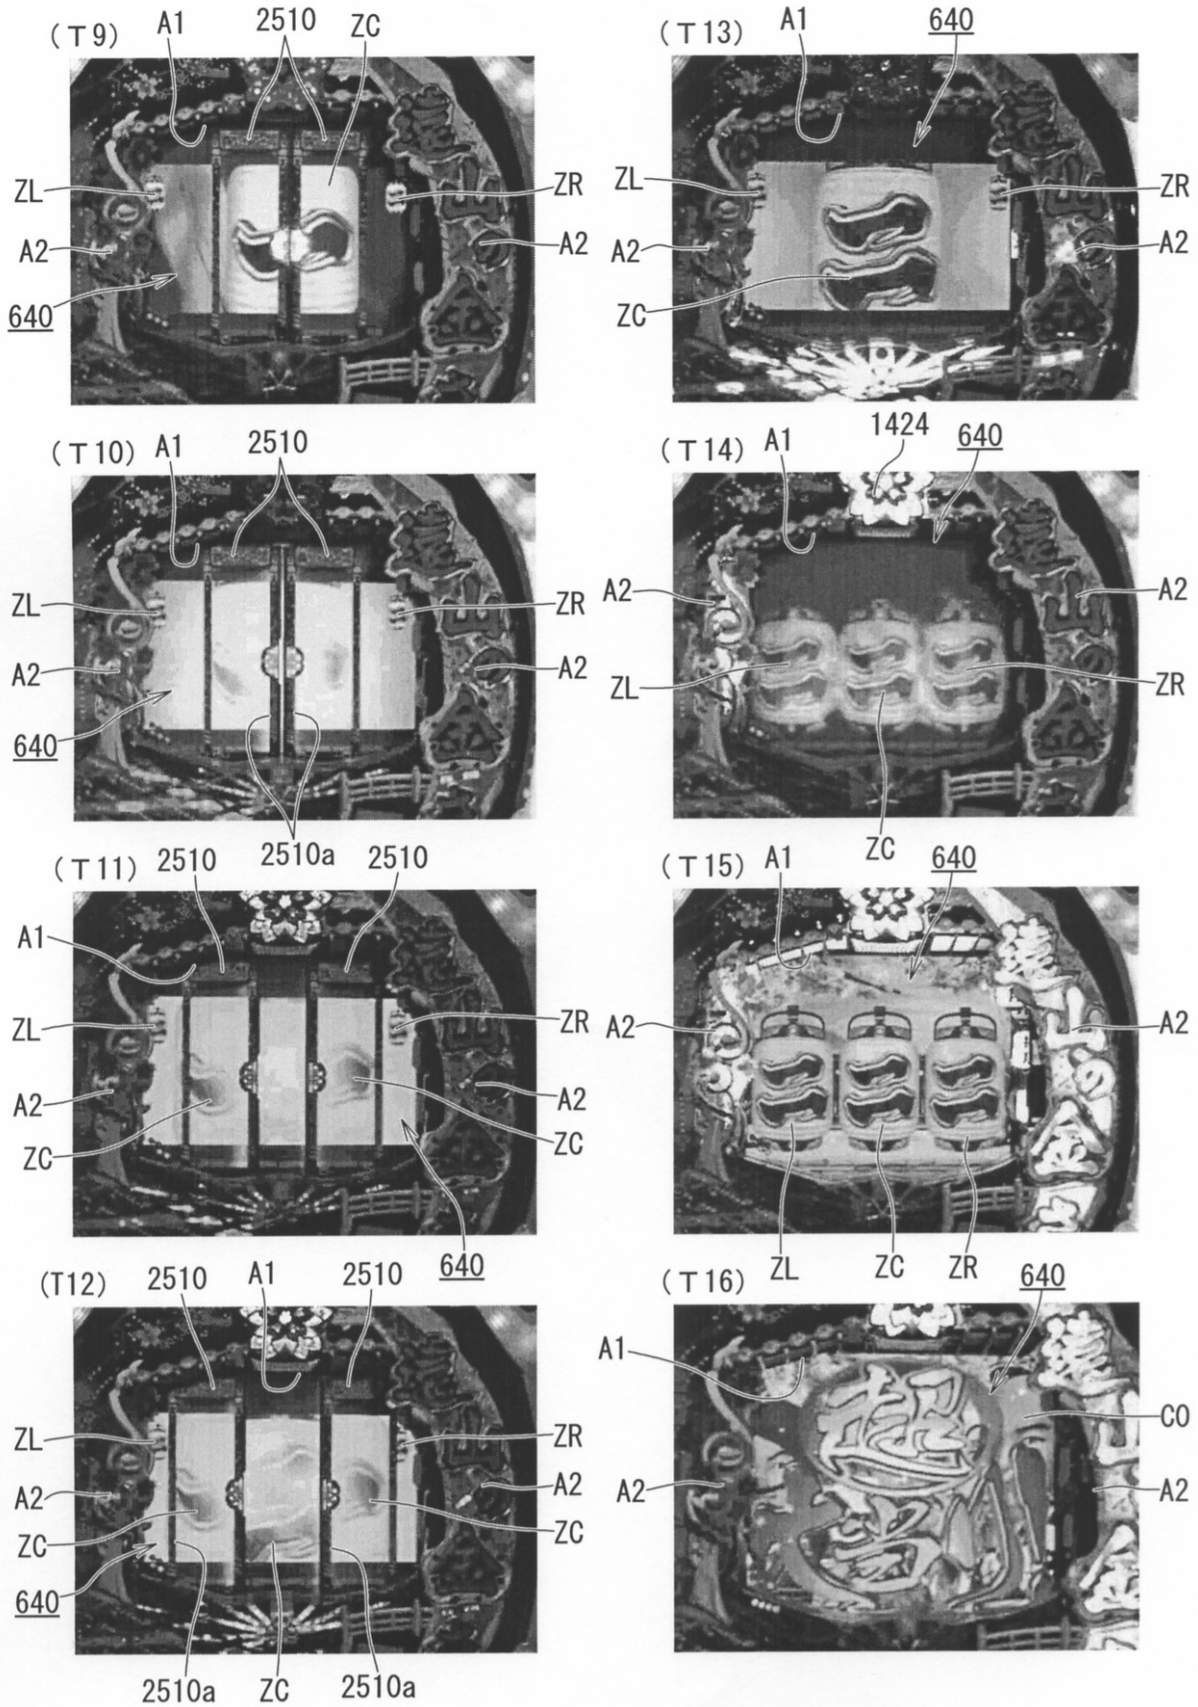 (T9)
A1
2510
ZC
ZL
ZR
A2
A2
640
(T10)
A1
2510
ZL
ZR
A2
A2
640
2510a
(T11)
2510
2510
A1
ZL
ZR
A2
A2
ZC
ZC
640
(T12)
2510
A1
2510
ZL
ZR
A2
A2
ZC
ZC
640
2510a
ZC
2510a
(T13)
A1
640
ZL
ZR
A2
A2
ZC
(T14)
A1
1424
640
A2
A2
ZL
ZR
ZC
(T15)
A1
640
A2
A2
ZL
ZC
ZR
(T16)
640
A1
CO
A2
A2